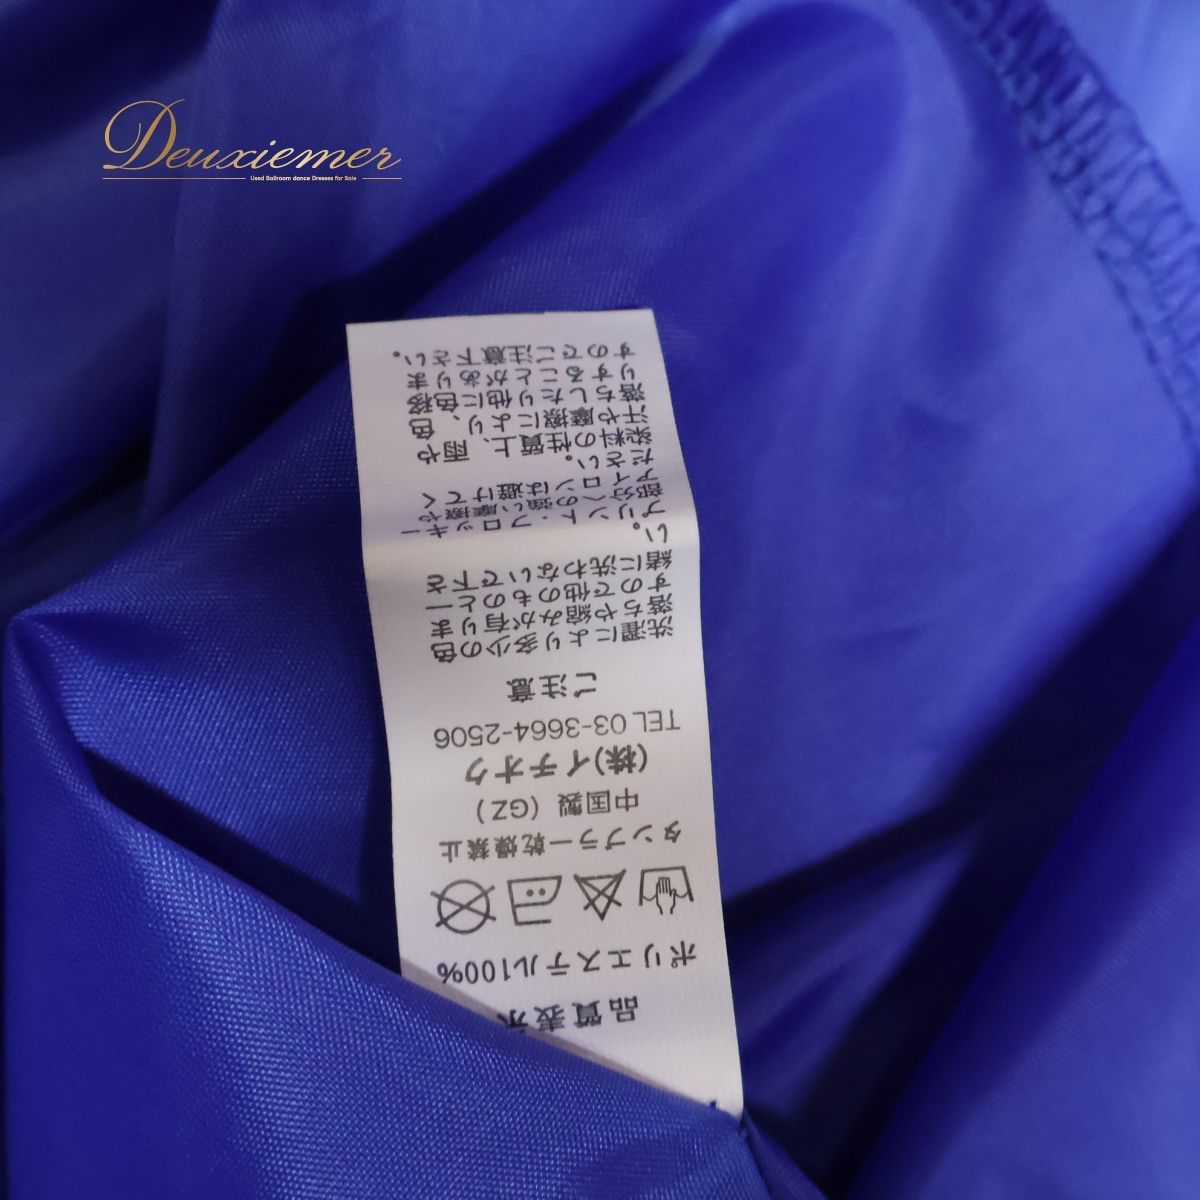 Deuxiemer
Used Ballroom dance Dresses for Sale
品質表示
ポリエステル100%
タンブラー乾燥禁止
中国製（GZ）
(株)イチオク
TEL 03-3664-2506
ご注意
洗濯により多少の色
落ちや縮みが有りま
すので他のものと一
緒に洗わないで下さ
い。
プリント・フロッキー
部分への強い摩擦や
アイロンは避けてく
ださい。
染料の性質上、雨や
汗や摩擦により、色
落ちしたり他に色移
りすることがありま
すのでご注意下さい。